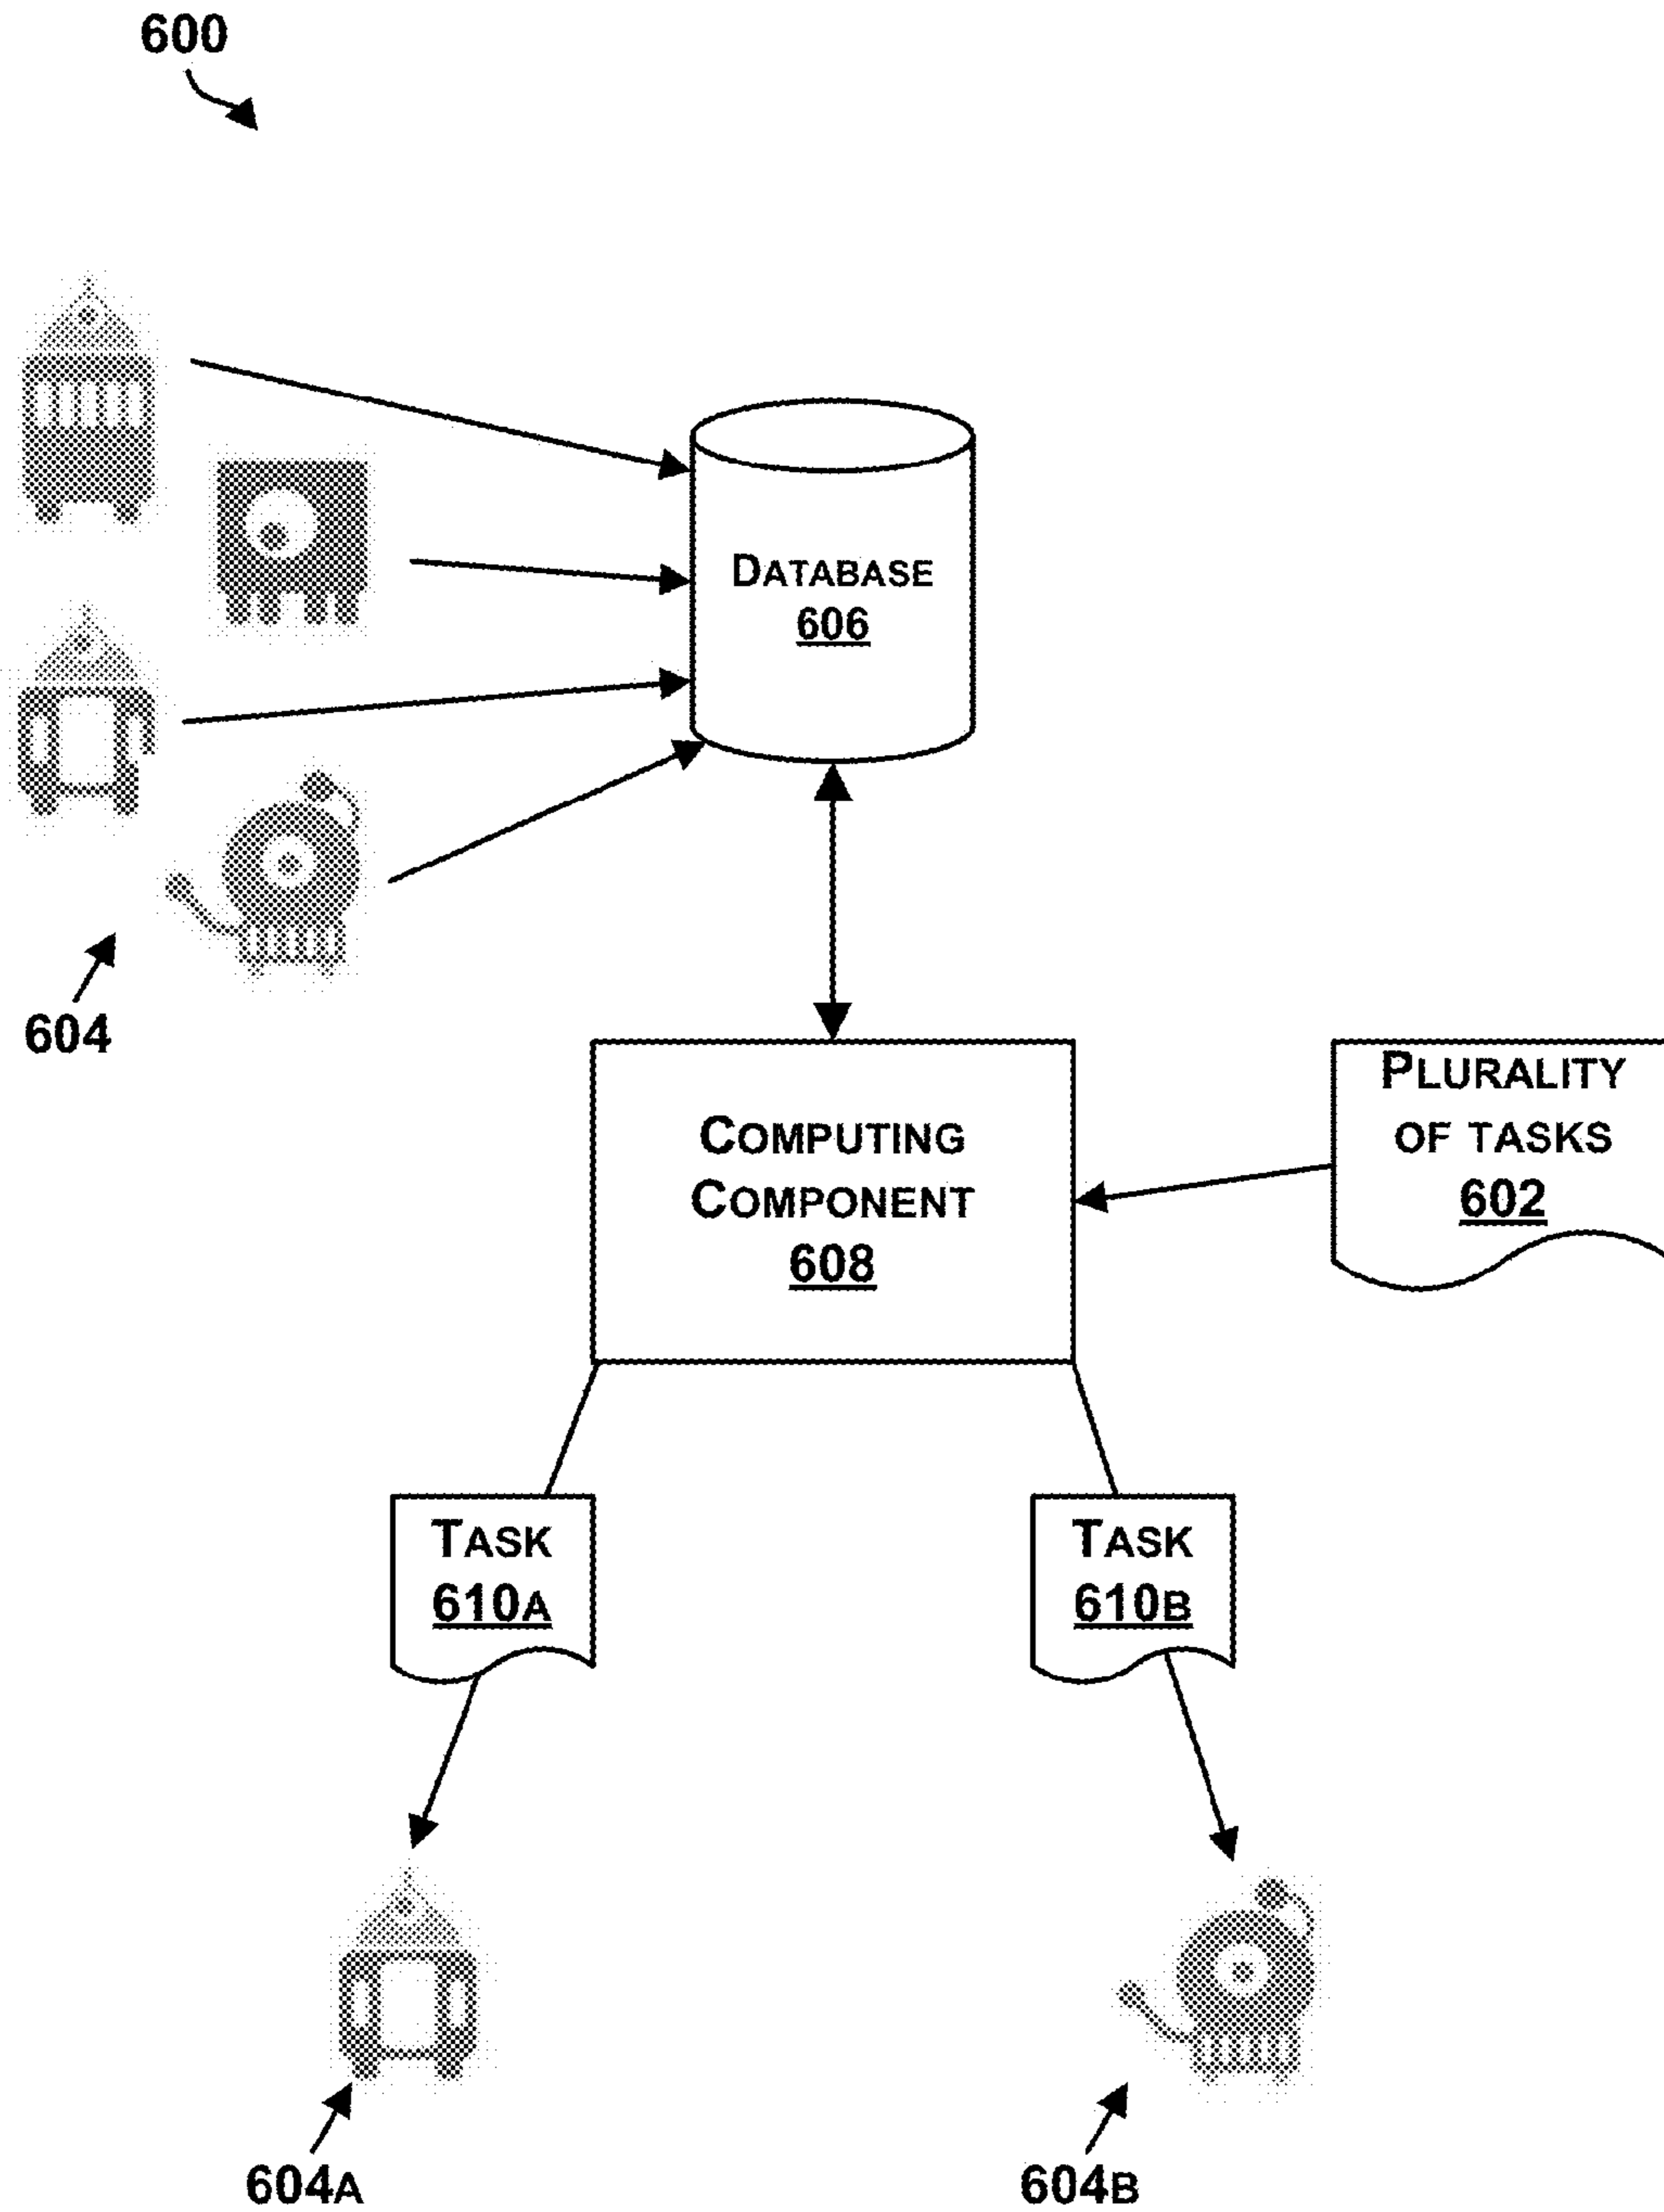 600
DATABASE
606
604
COMPUTING
COMPONENT
608
PLURALITY
OF TASKS
602
TASK
610A
TASK
610B
604A
604B